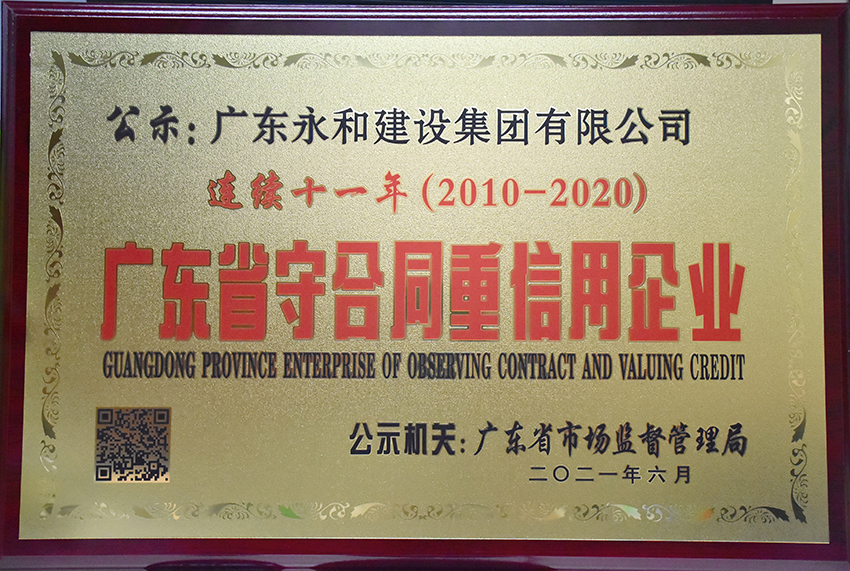 公示：广东永和建设集团有限公司
连续十一年(2010-2020)
广东省守合同重信用企业
GUANGDONG PROVINCE ENTERPRISE OF OBSERVING CONTRACT AND VALUING CREDIT
公示机关：广东省市场监督管理局
二〇二一年六月